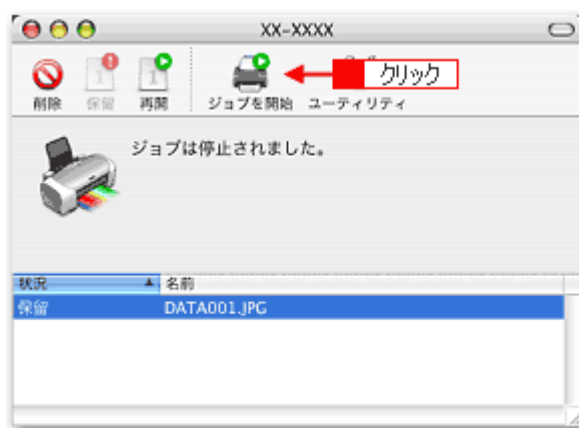 XX-XXXX
クリック
削除 保留 再開 ジョブを開始 ユーティリティ
ジョブは停止されました。
状況 名前
保留 DATA001.JPG